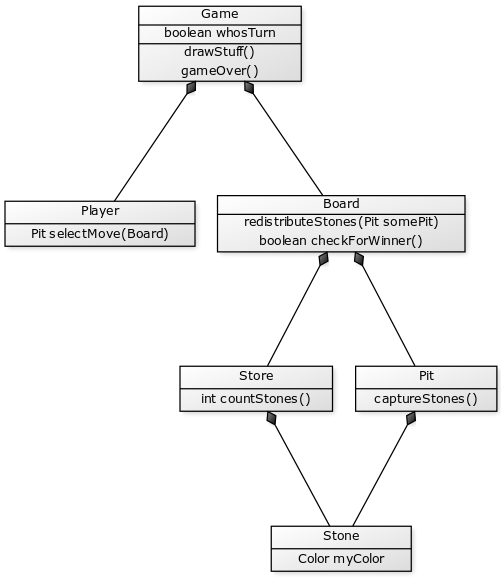 Game
boolean whosTurn
drawStuff()
gameOver()
Player
Pit selectMove(Board)
Board
redistributeStones(Pit somePit)
boolean checkForWinner()
Store
int countStones()
Pit
captureStones()
Stone
Color myColor